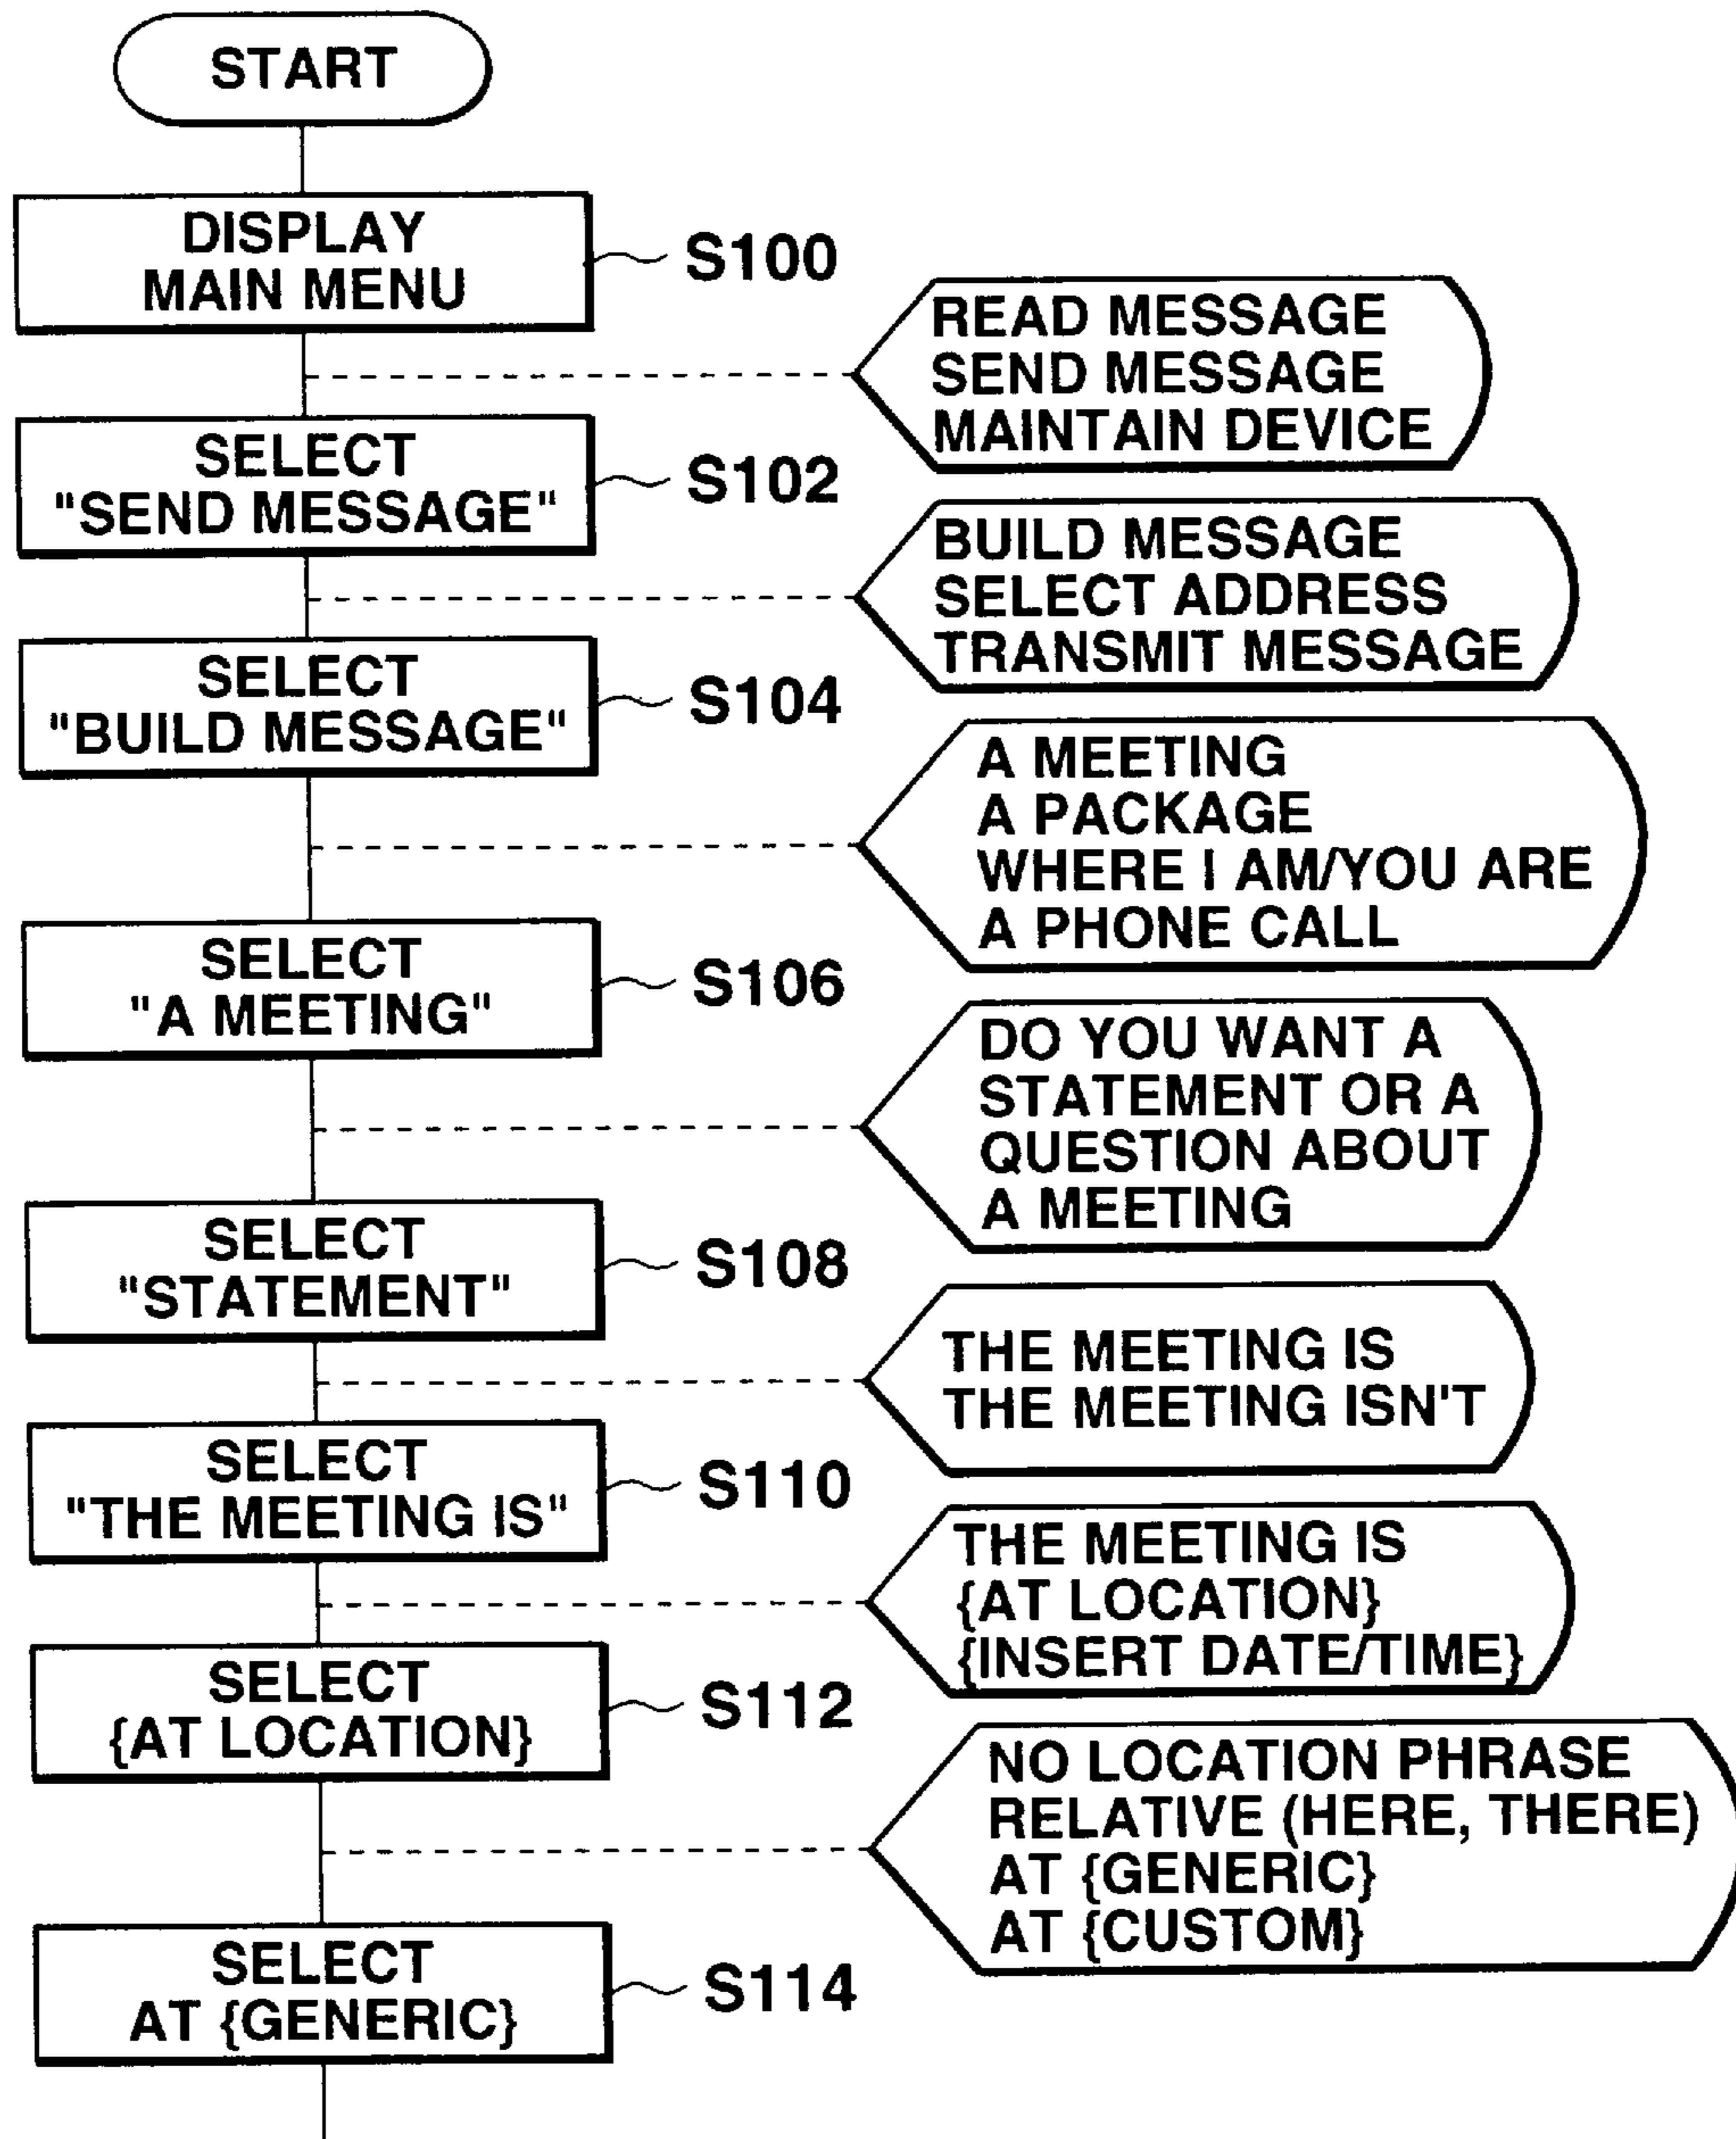 START
DISPLAY
MAIN MENU
S100
READ MESSAGE
SEND MESSAGE
MAINTAIN DEVICE
SELECT
"SEND MESSAGE"
S102
BUILD MESSAGE
SELECT ADDRESS
TRANSMIT MESSAGE
SELECT
"BUILD MESSAGE"
S104
A MEETING
A PACKAGE
WHERE I AM/YOU ARE
A PHONE CALL
SELECT
"A MEETING"
S106
DO YOU WANT A
STATEMENT OR A
QUESTION ABOUT
A MEETING
SELECT
"STATEMENT"
S108
THE MEETING IS
THE MEETING ISN'T
SELECT
"THE MEETING IS"
S110
THE MEETING IS
{AT LOCATION}
{INSERT DATE/TIME}
SELECT
{AT LOCATION}
S112
NO LOCATION PHRASE
RELATIVE (HERE, THERE)
AT {GENERIC}
AT {CUSTOM}
SELECT
AT {GENERIC}
S114